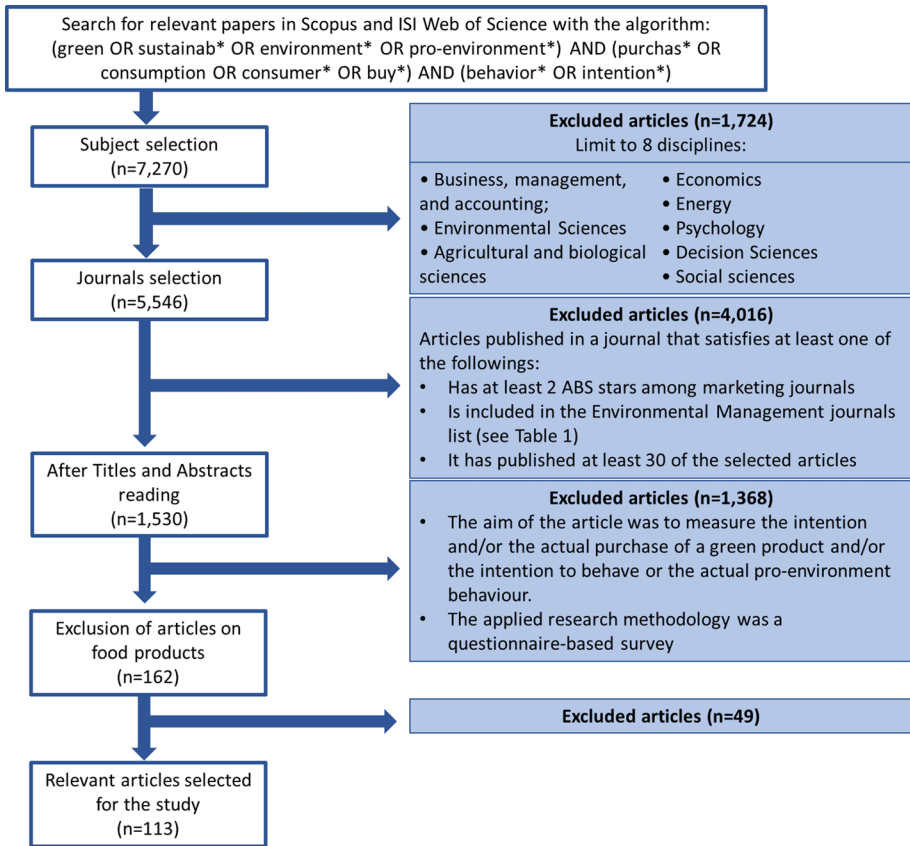 Search for relevant papers in Scopus and ISI Web of Science with the algorithm:
(green OR sustainab* OR environment* OR pro-environment*) AND (purchas* OR
consumption OR consumer* OR buy*) AND (behavior* OR intention*)
Subject selection
(n=7,270)
Excluded articles (n=1,724)
Limit to 8 disciplines:
• Business, management,
and accounting;
• Environmental Sciences
• Agricultural and biological
sciences
• Economics
• Energy
• Psychology
• Decision Sciences
• Social sciences
Journals selection
(n=5,546)
Excluded articles (n=4,016)
Articles published in a journal that satisfies at least one of
the followings:
• Has at least 2 ABS stars among marketing journals
• Is included in the Environmental Management journals
list (see Table 1)
• It has published at least 30 of the selected articles
After Titles and Abstracts
reading
(n=1,530)
Excluded articles (n=1,368)
• The aim of the article was to measure the intention
and/or the actual purchase of a green product and/or
the intention to behave or the actual pro-environment
behaviour.
• The applied research methodology was a
questionnaire-based survey
Exclusion of articles on
food products
(n=162)
Excluded articles (n=49)
Relevant articles selected
for the study
(n=113)